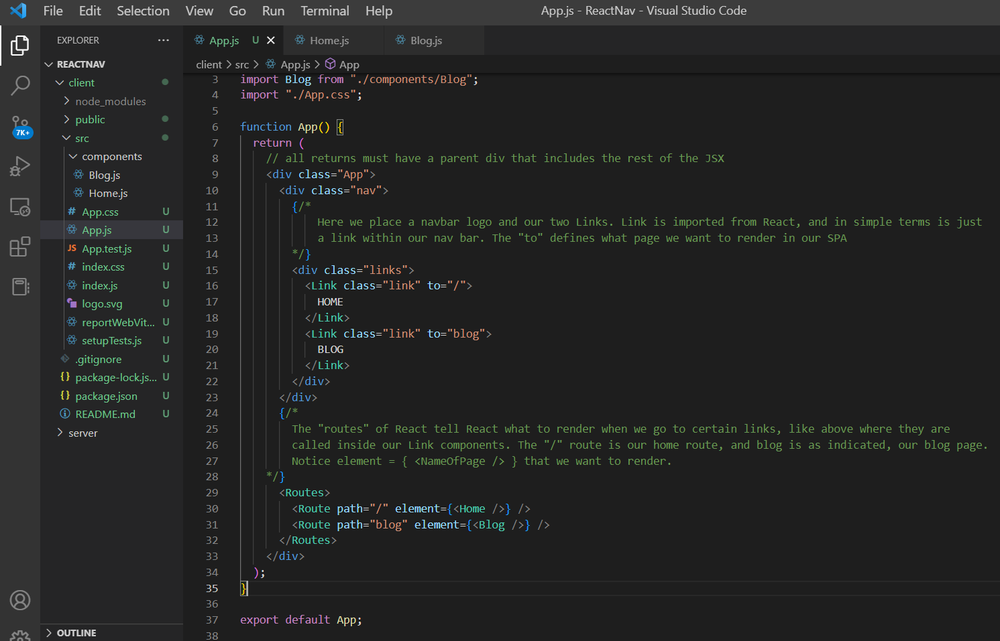 File Edit Selection View Go Run Terminal Help App.js - ReactNav - Visual Studio Code
EXPLORER ···
REACTNAV
client
node_modules
public
src
components
Blog.js
Home.js
# App.css U
App.js U
JS App.test.js U
# index.css U
index.js U
logo.svg U
reportWebVit... U
setupTests.js U
.gitignore U
{} package-lock.js... U
{} package.json U
README.md U
server
OUTLINE
7K+
App.js U
Home.js
Blog.js
client > src > App.js > App
3 import Blog from "./components/Blog";
4 import "./App.css";
5
6 function App() {
7 return (
8 // all returns must have a parent div that includes the rest of the JSX
9 <div class="App">
10 <div class="nav">
11 {/*
12 Here we place a navbar logo and our two Links. Link is imported from React, and in simple terms is just
13 a link within our nav bar. The "to" defines what page we want to render in our SPA
14 */}
15 <div class="links">
16 <Link class="link" to="/">
17 HOME
18 </Link>
19 <Link class="link" to="blog">
20 BLOG
21 </Link>
22 </div>
23 </div>
24 {/*
25 The "routes" of React tell React what to render when we go to certain links, like above where they are
26 called inside our Link components. The "/" route is our home route, and blog is as indicated, our blog page.
27 Notice element = { <NameOfPage /> } that we want to render.
28 */}
29 <Routes>
30 <Route path="/" element={<Home />} />
31 <Route path="blog" element={<Blog />} />
32 </Routes>
33 </div>
34 );
35 }
36
37 export default App;
38